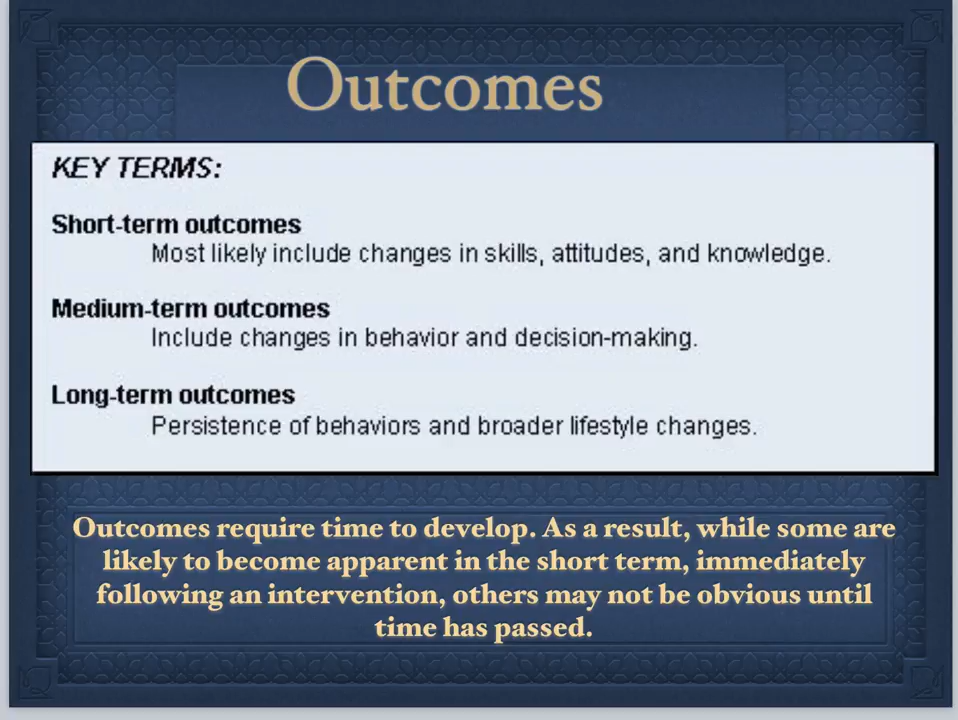 Outcomes
KEY TERMS:
Short-term outcomes
Most likely include changes in skills, attitudes, and knowledge.
Medium-term outcomes
Include changes in behavior and decision-making.
Long-term outcomes
Persistence of behaviors and broader lifestyle changes.
Outcomes require time to develop. As a result, while some are
likely to become apparent in the short term, immediately
following an intervention, others may not be obvious until
time has passed.